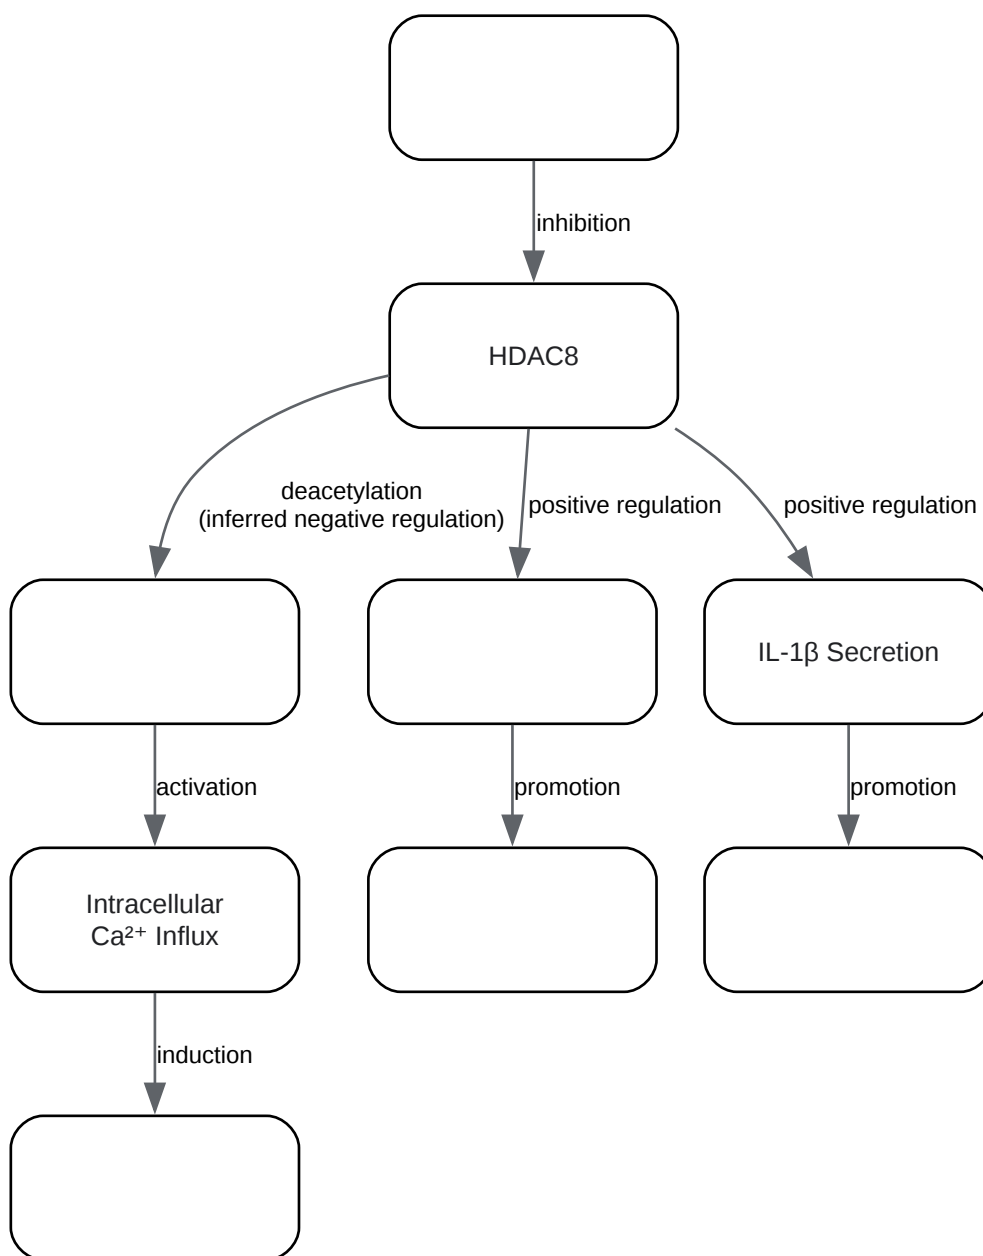 inhibition
HDAC8
deacetylation
(inferred negative regulation)
positive regulation
positive regulation
IL-1β Secretion
activation
promotion
promotion
Intracellular
Ca²⁺ Influx
induction